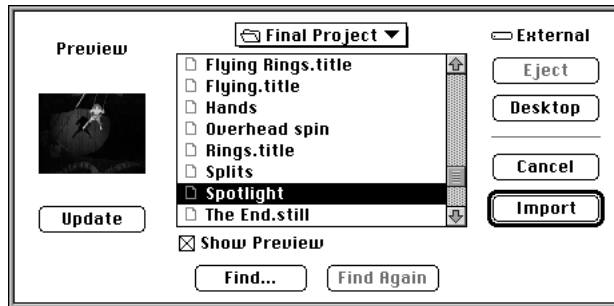 Preview
Final Project
External
Flying Rings.title
Flying.title
Hands
Overhead spin
Rings.title
Splits
Spotlight
The End.still
Eject
Desktop
Cancel
Import
Update
Show Preview
Find...
Find Again